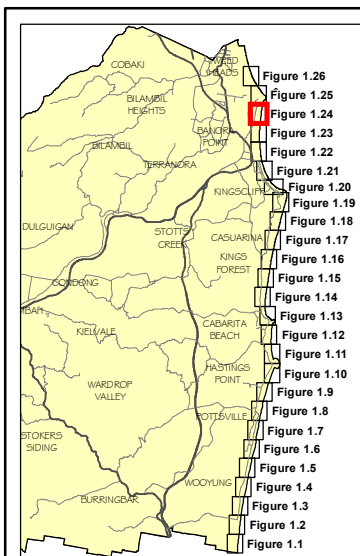 COBAKI
TWEED
HEADS
Figure 1.26
Figure 1.25
BILAMBIL
HEIGHTS
Figure 1.24
BANORA
POINT
Figure 1.23
BILAMBIL
Figure 1.22
TERRANORA
Figure 1.21
KINGSCLIFF
Figure 1.20
Figure 1.19
DULGUIGAN
STOTTS
CREEK
Figure 1.18
CASUARINA
Figure 1.17
KINGS
FOREST
Figure 1.16
Figure 1.15
GONDONG
Figure 1.14
MBAH
Figure 1.13
KIELVALE
CABARITA
BEACH
Figure 1.12
Figure 1.11
HASTINGS
POINT
Figure 1.10
WARDROP
VALLEY
Figure 1.9
POTTSVILLE
Figure 1.8
STOKERS
SIDING
Figure 1.7
Figure 1.6
Figure 1.5
WOOYUNG
Figure 1.4
BURRINGBAR
Figure 1.3
Figure 1.2
Figure 1.1